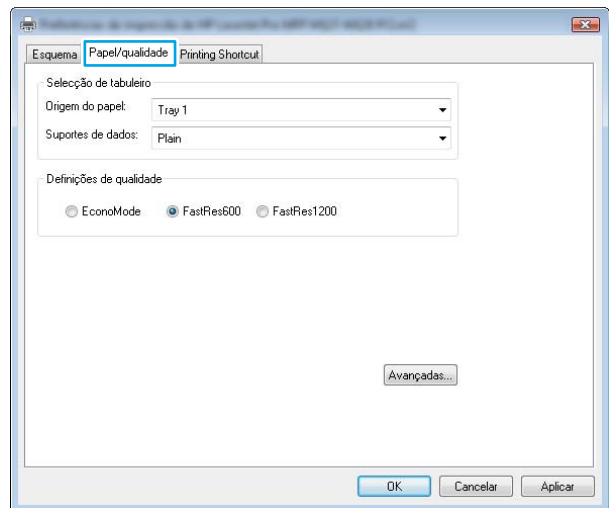 Esquema
Papel/qualidade
Printing Shortcut
Selecção de tabuleiro
Origem do papel:
Tray 1
Suportes de dados:
Plain
Definições de qualidade
EconoMode
FastRes600
FastRes1200
Avançadas...
OK
Cancelar
Aplicar